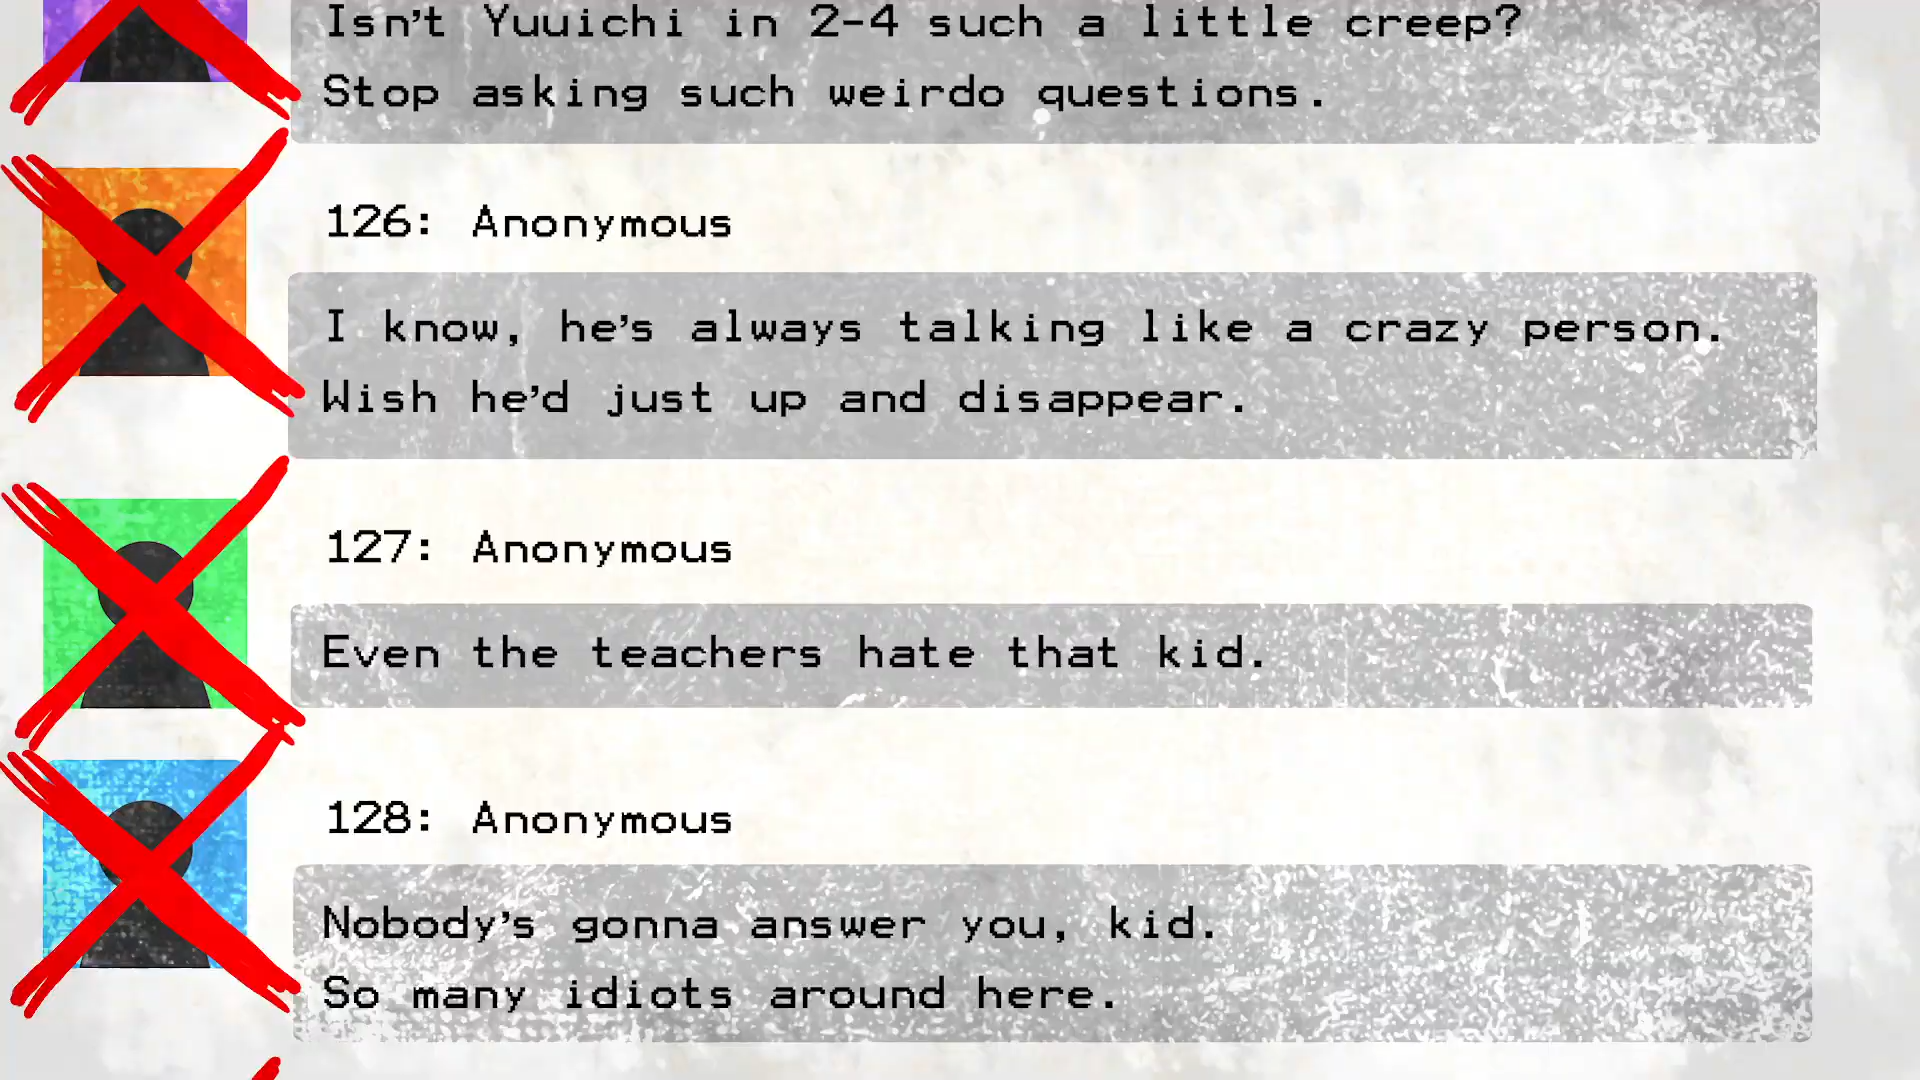 Isn't Yuuichi in 2-4 such a little creep?
Stop asking such weirdo questions.
126: Anonymous
I know, he's always talking like a crazy person.
Wish he'd just up and disappear.
127: Anonymous
Even the teachers hate that kid.
128: Anonymous
Nobody's gonna answer you, kid.
So many idiots around here.